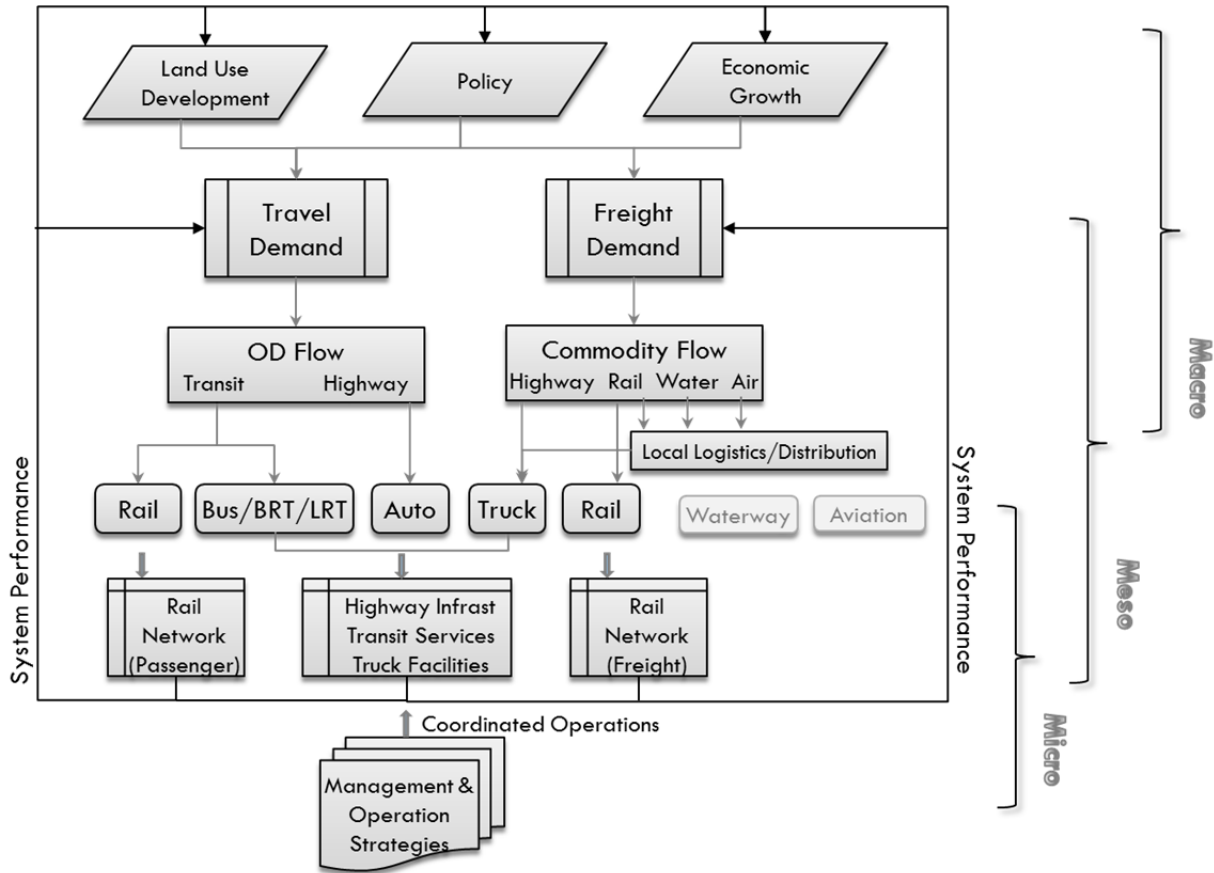 Land Use
Development
Policy
Economic
Growth
Travel
Demand
Freight
Demand
OD Flow
Transit Highway
Commodity Flow
Highway Rail Water Air
Local Logistics/Distribution
Rail
Bus/BRT/LRT
Auto
Truck
Rail
Waterway
Aviation
Rail
Network
(Passenger)
Highway Infrast
Transit Services
Truck Facilities
Rail
Network
(Freight)
System Performance
System Performance
Coordinated Operations
Management &
Operation
Strategies
Macro
Meso
Micro